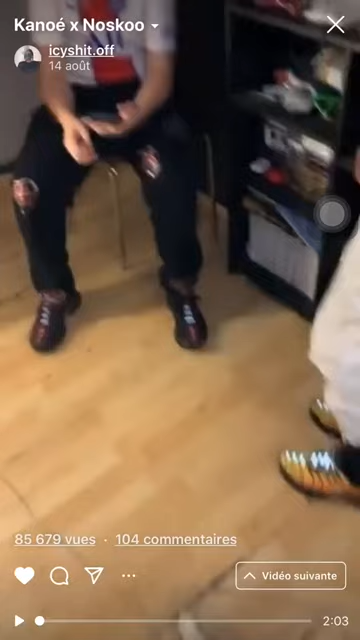 Kanoé x Noskoo
icyshit.off
14 août
85 679 vues · 104 commentaires
Vidéo suivante
2:03